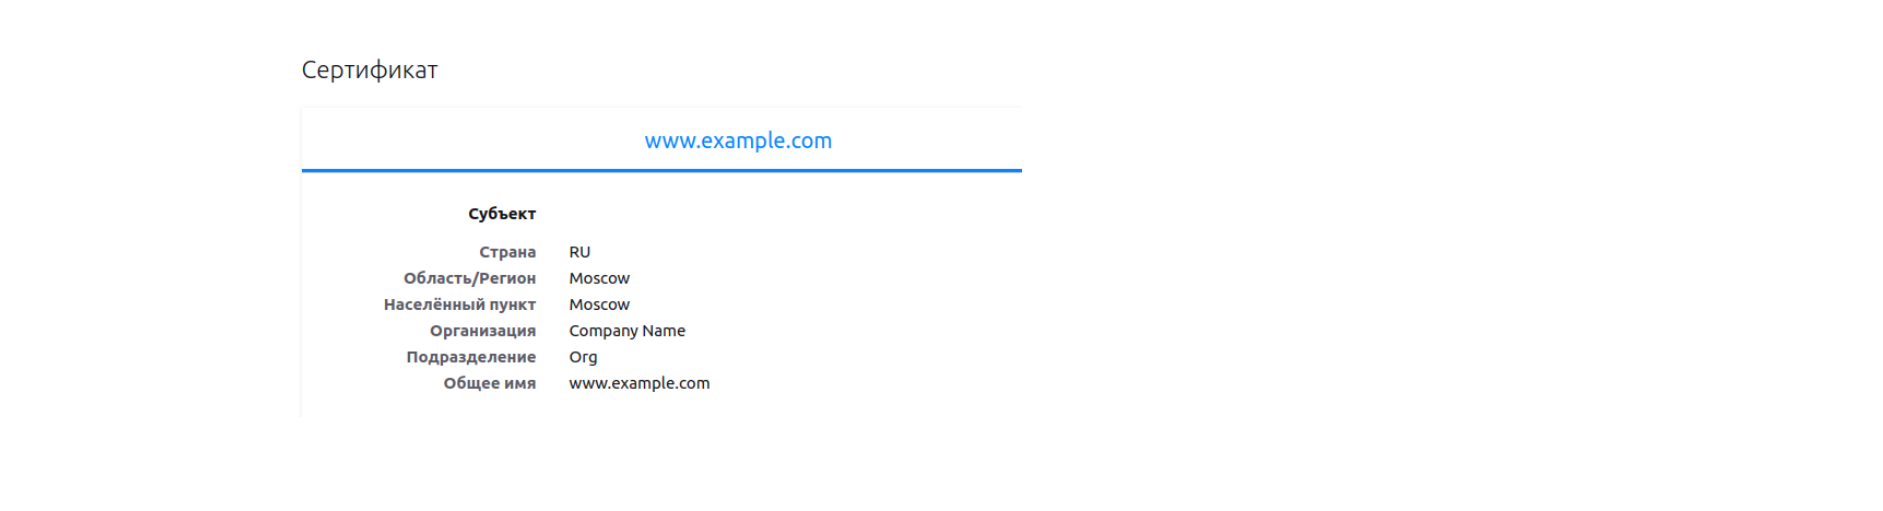 Сертификат
www.example.com
Субъект
Страна RU
Область/Регион Moscow
Населённый пункт Moscow
Организация Company Name
Подразделение Org
Общее имя www.example.com